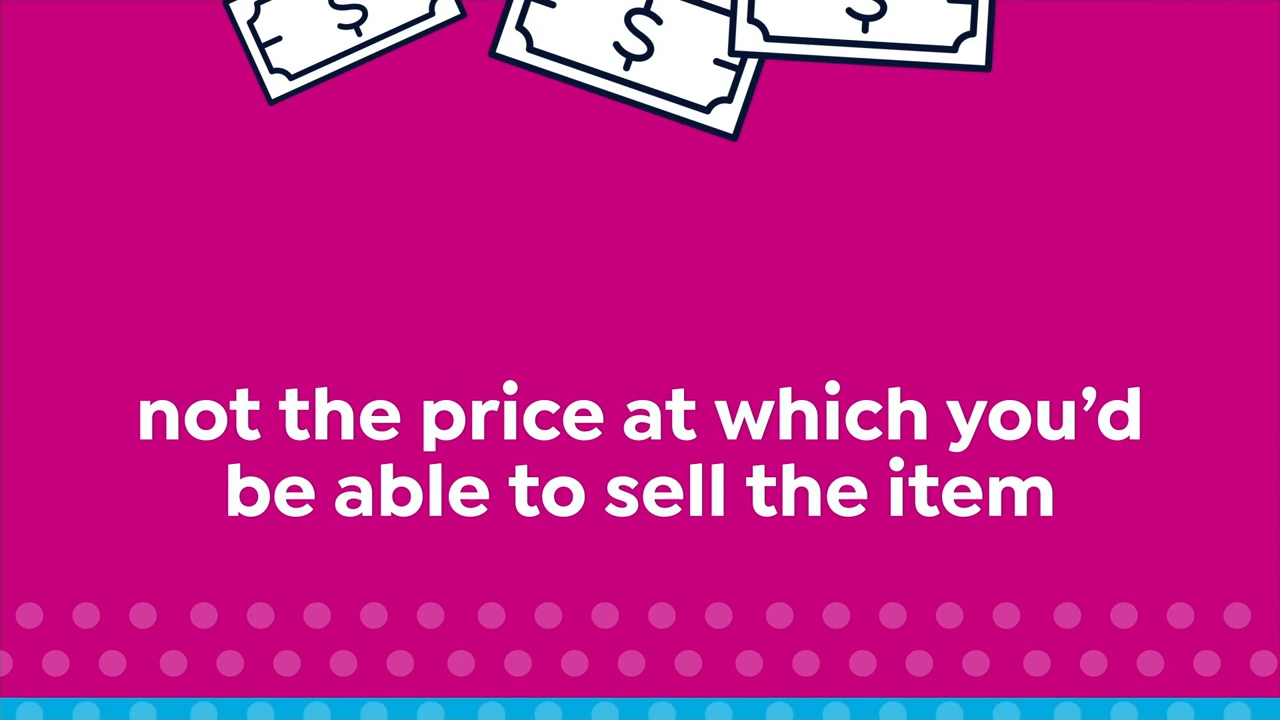 $ $ $
not the price at which you’d
be able to sell the item